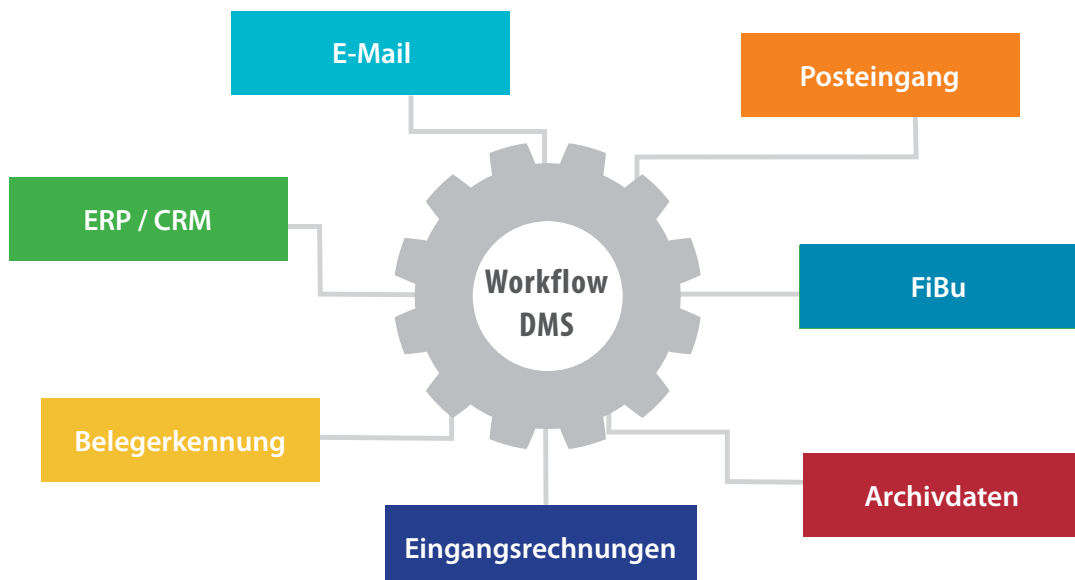 E-Mail
Posteingang
ERP / CRM
Workflow
DMS
FiBu
Belegerkennung
Archivdaten
Eingangsrechnungen